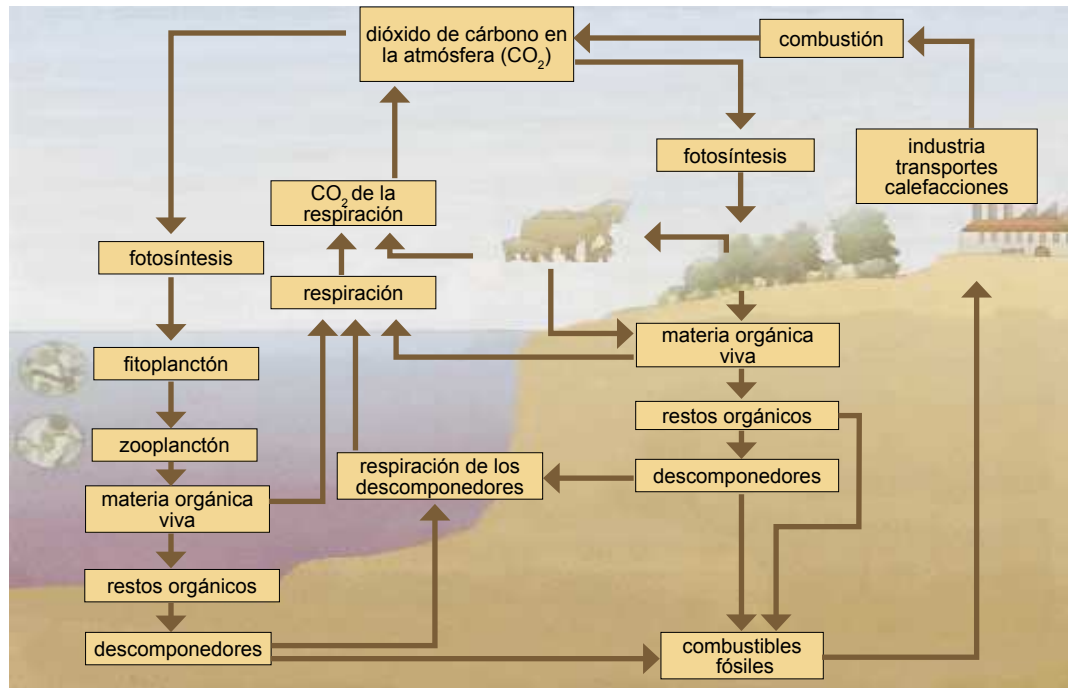 dióxido de cárbono en
la atmósfera (CO₂)
combustión
fotosíntesis
industria
transportes
calefacciones
CO₂ de la
respiración
fotosíntesis
respiración
materia orgánica
viva
fitoplanctón
restos orgánicos
zooplanctón
respiración de los
descomponedores
descomponedores
materia orgánica
viva
restos orgánicos
descomponedores
combustibles
fósiles